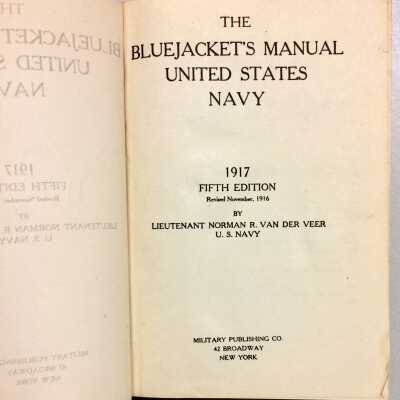 THE
BLUEJACKET'S MANUAL
UNITED STATES
NAVY
1917
FIFTH EDITION
Revised November, 1916
BY
LIEUTENANT NORMAN R. VAN DER VEER
U. S. NAVY
MILITARY PUBLISHING CO.
42 BROADWAY
NEW YORK